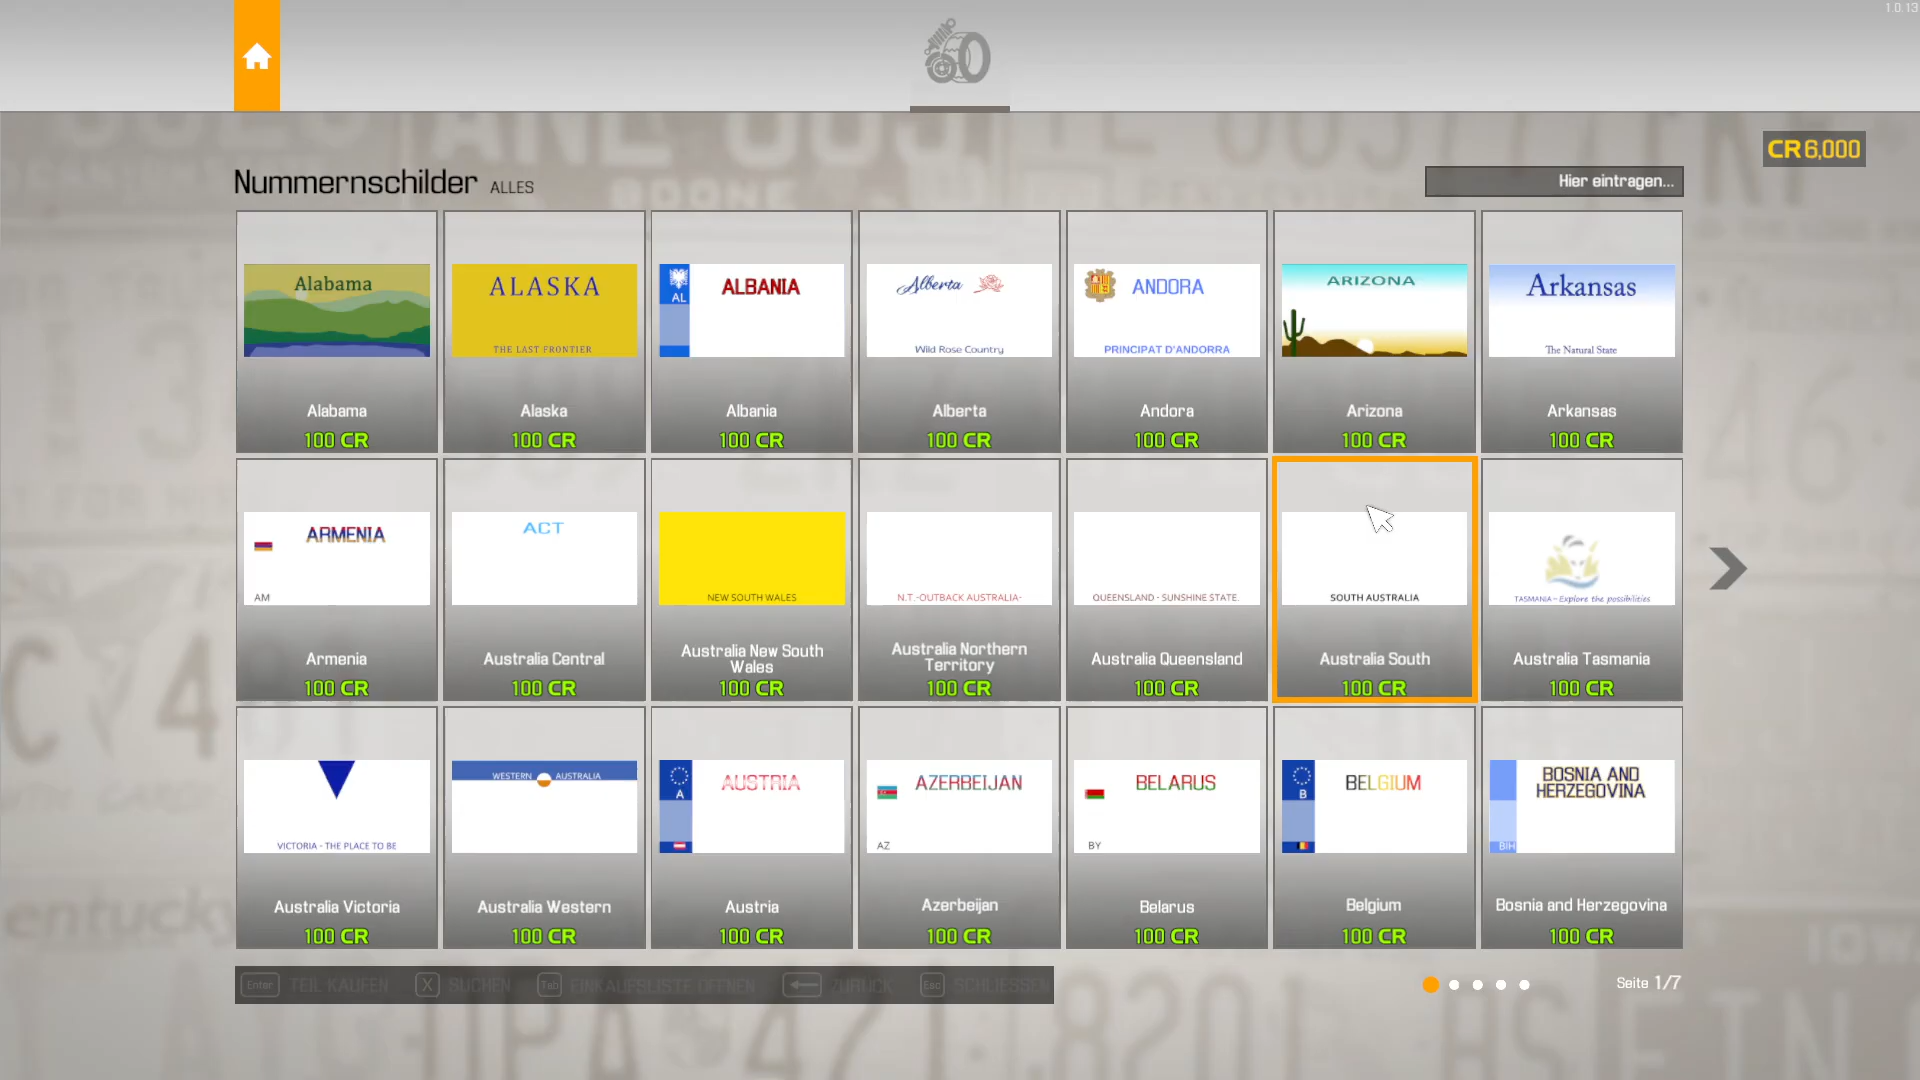 1.0.13
CR 6,000
Nummernschilder ALLES
Hier eintragen...
Alabama
ALASKA
THE LAST FRONTIER
AL
ALBANIA
Alberta
Wild Rose Country
ANDORA
PRINCIPAT D'ANDORRA
ARIZONA
Arkansas
The Natural State
Alabama
100 CR
Alaska
100 CR
Albania
100 CR
Alberta
100 CR
Andora
100 CR
Arizona
100 CR
Arkansas
100 CR
ARMENIA
AM
ACT
NEW SOUTH WALES
N.T.-OUTBACK AUSTRALIA-
QUEENSLAND - SUNSHINE STATE.
SOUTH AUSTRALIA
TASMANIA - Explore the possibilities
Armenia
100 CR
Australia Central
100 CR
Australia New South
Wales
100 CR
Australia Northern
Territory
100 CR
Australia Queensland
100 CR
Australia South
100 CR
Australia Tasmania
100 CR
VICTORIA - THE PLACE TO BE
WESTERN AUSTRALIA
A
AUSTRIA
AZERBEIJAN
AZ
BELARUS
BY
B
BELGIUM
BOSNIA AND
HERZEGOVINA
BIH
Australia Victoria
100 CR
Australia Western
100 CR
Austria
100 CR
Azerbeijan
100 CR
Belarus
100 CR
Belgium
100 CR
Bosnia and Herzegovina
100 CR
Enter TEIL KAUFEN X SUCHEN Tab EINKAUFSLISTE ÖFFNEN ZURÜCK Esc SCHLIESSEN
Seite 1/7